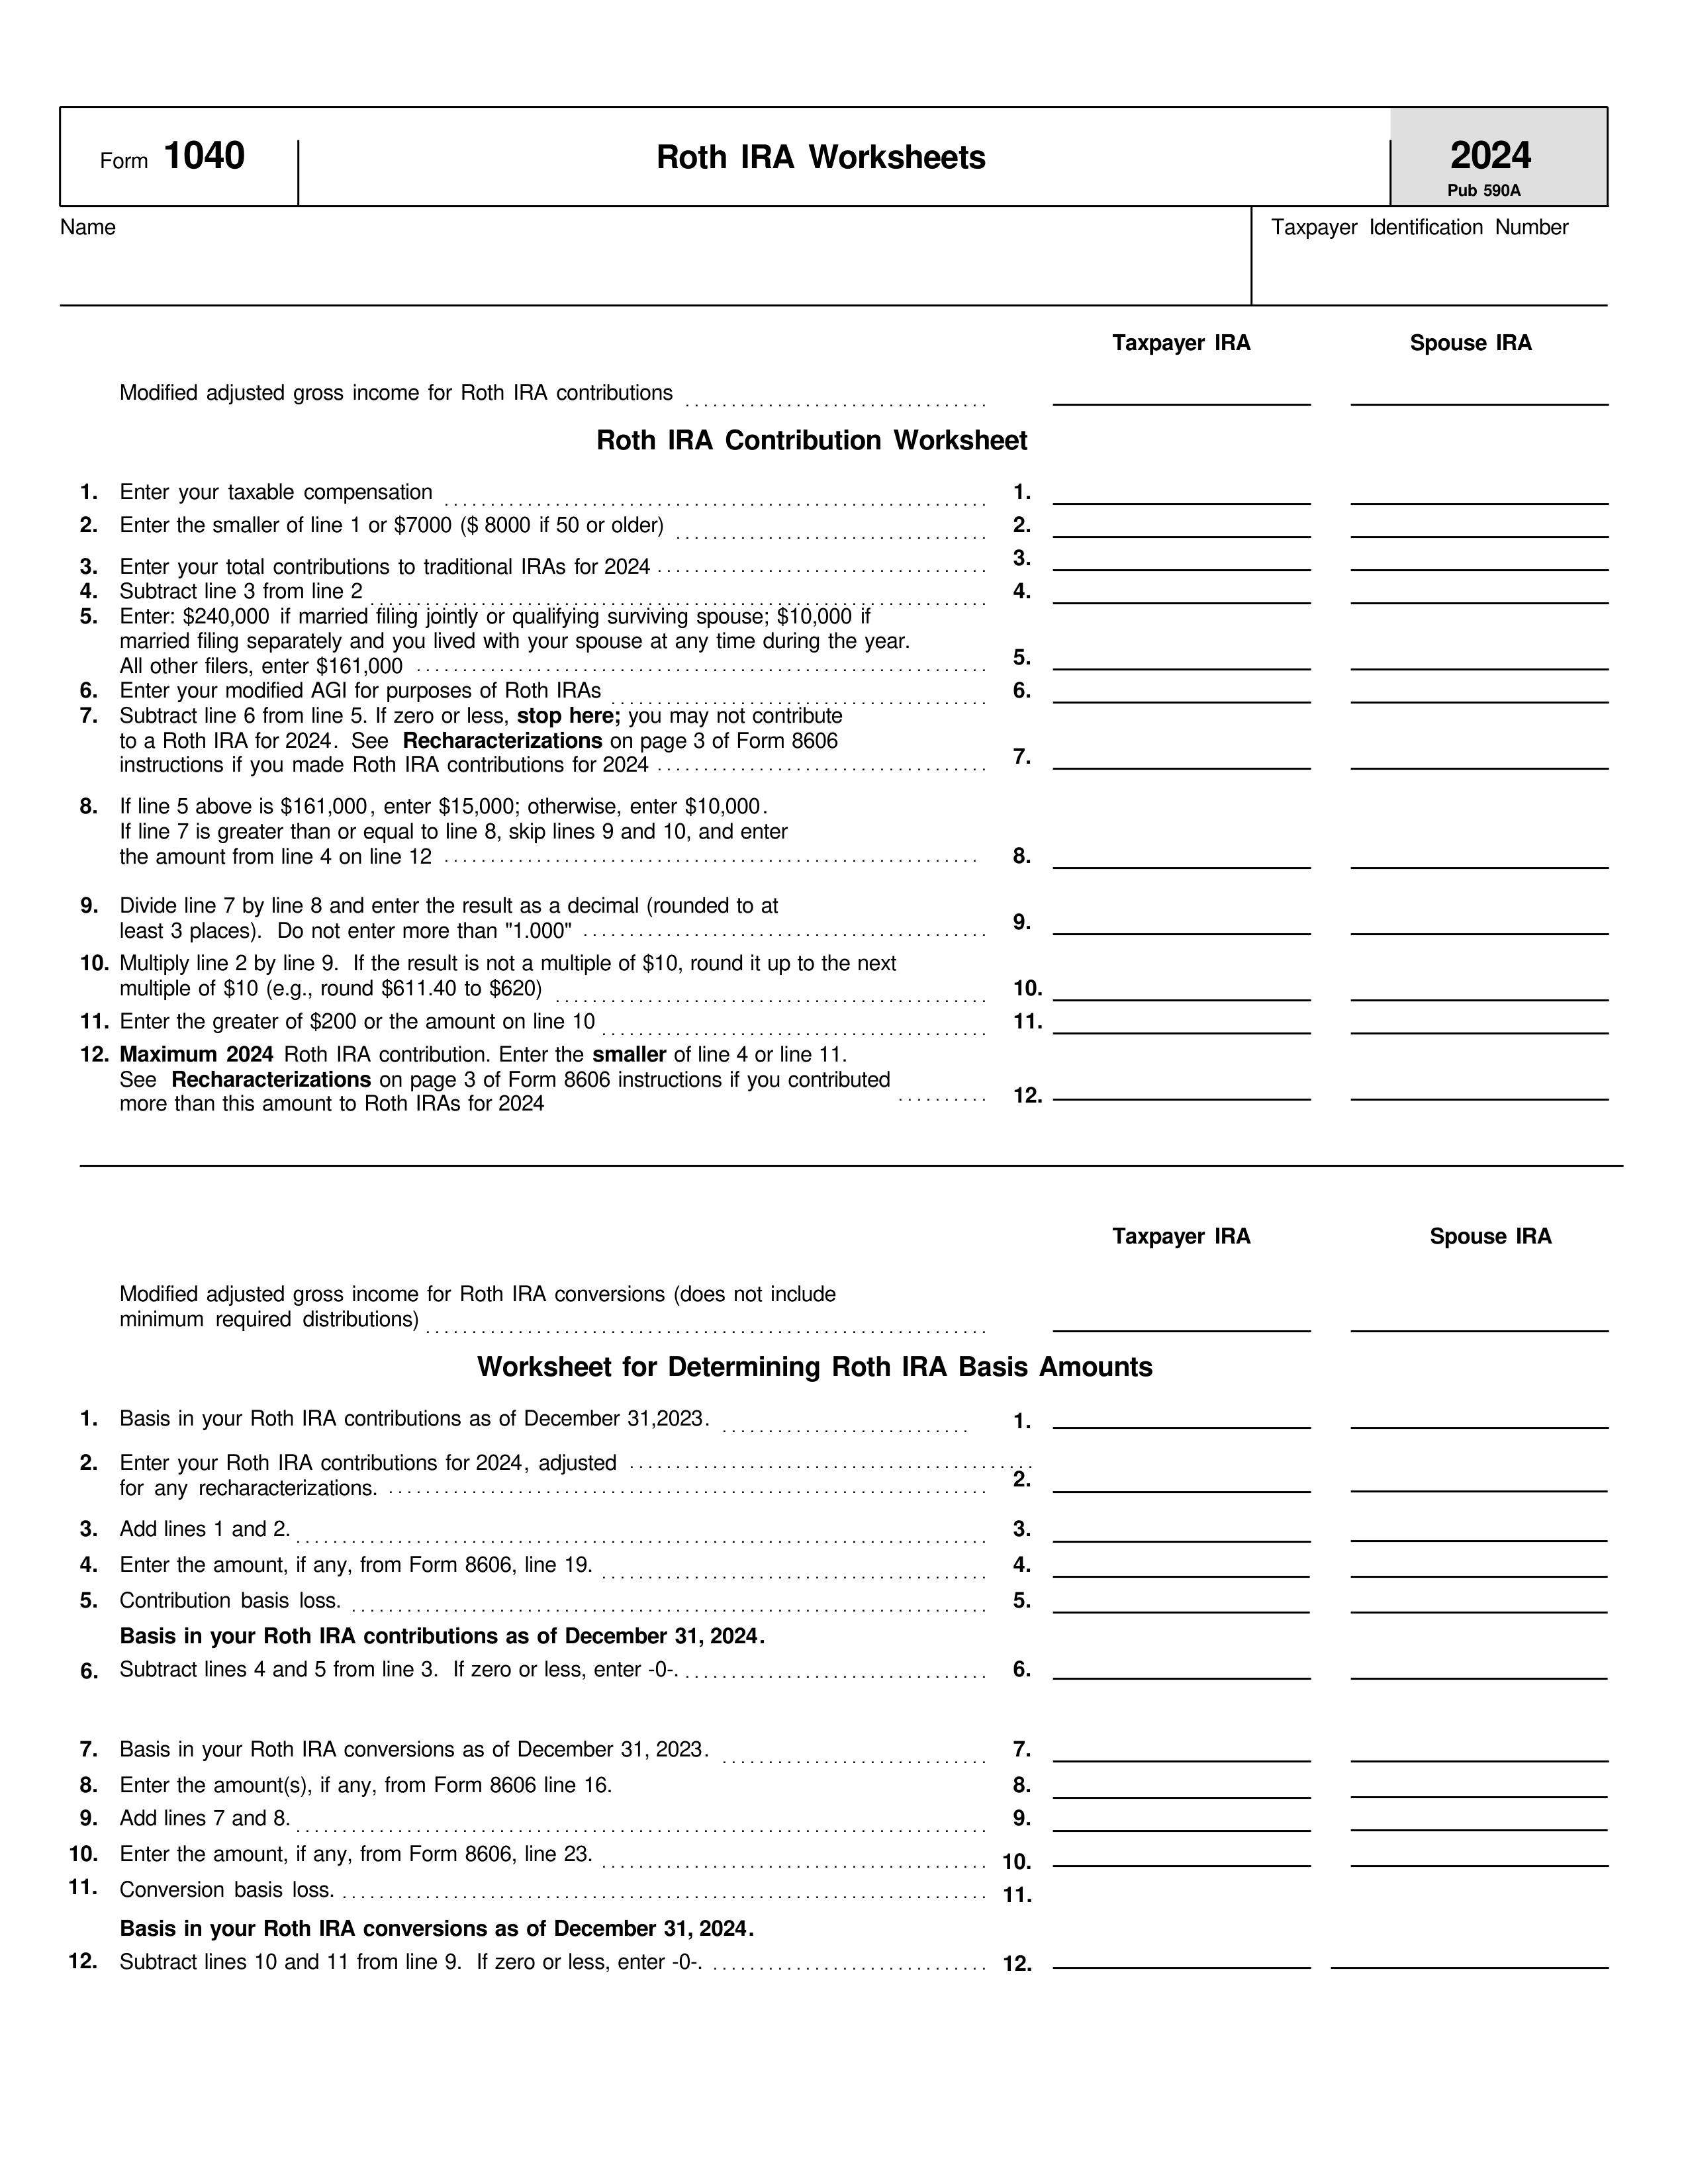 Form 1040
Roth IRA Worksheets
2024
Pub 590A
Name
Taxpayer Identification Number
Taxpayer IRA Spouse IRA
Modified adjusted gross income for Roth IRA contributions
Roth IRA Contribution Worksheet
1. Enter your taxable compensation 1.
2. Enter the smaller of line 1 or $7000 ($ 8000 if 50 or older) 2.
3. Enter your total contributions to traditional IRAs for 2024 3.
4. Subtract line 3 from line 2 4.
5. Enter: $240,000 if married filing jointly or qualifying surviving spouse; $10,000 if
married filing separately and you lived with your spouse at any time during the year.
All other filers, enter $161,000 5.
6. Enter your modified AGI for purposes of Roth IRAs 6.
7. Subtract line 6 from line 5. If zero or less, stop here; you may not contribute
to a Roth IRA for 2024. See Recharacterizations on page 3 of Form 8606
instructions if you made Roth IRA contributions for 2024 7.
8. If line 5 above is $161,000, enter $15,000; otherwise, enter $10,000.
If line 7 is greater than or equal to line 8, skip lines 9 and 10, and enter
the amount from line 4 on line 12 8.
9. Divide line 7 by line 8 and enter the result as a decimal (rounded to at
least 3 places). Do not enter more than "1.000" 9.
10. Multiply line 2 by line 9. If the result is not a multiple of $10, round it up to the next
multiple of $10 (e.g., round $611.40 to $620) 10.
11. Enter the greater of $200 or the amount on line 10 11.
12. Maximum 2024 Roth IRA contribution. Enter the smaller of line 4 or line 11.
See Recharacterizations on page 3 of Form 8606 instructions if you contributed
more than this amount to Roth IRAs for 2024 12.
Taxpayer IRA Spouse IRA
Modified adjusted gross income for Roth IRA conversions (does not include
minimum required distributions)
Worksheet for Determining Roth IRA Basis Amounts
1. Basis in your Roth IRA contributions as of December 31,2023. 1.
2. Enter your Roth IRA contributions for 2024, adjusted
for any recharacterizations. 2.
3. Add lines 1 and 2. 3.
4. Enter the amount, if any, from Form 8606, line 19. 4.
5. Contribution basis loss. 5.
Basis in your Roth IRA contributions as of December 31, 2024.
6. Subtract lines 4 and 5 from line 3. If zero or less, enter -0-. 6.
7. Basis in your Roth IRA conversions as of December 31, 2023. 7.
8. Enter the amount(s), if any, from Form 8606 line 16. 8.
9. Add lines 7 and 8. 9.
10. Enter the amount, if any, from Form 8606, line 23. 10.
11. Conversion basis loss. 11.
Basis in your Roth IRA conversions as of December 31, 2024.
12. Subtract lines 10 and 11 from line 9. If zero or less, enter -0-. 12.